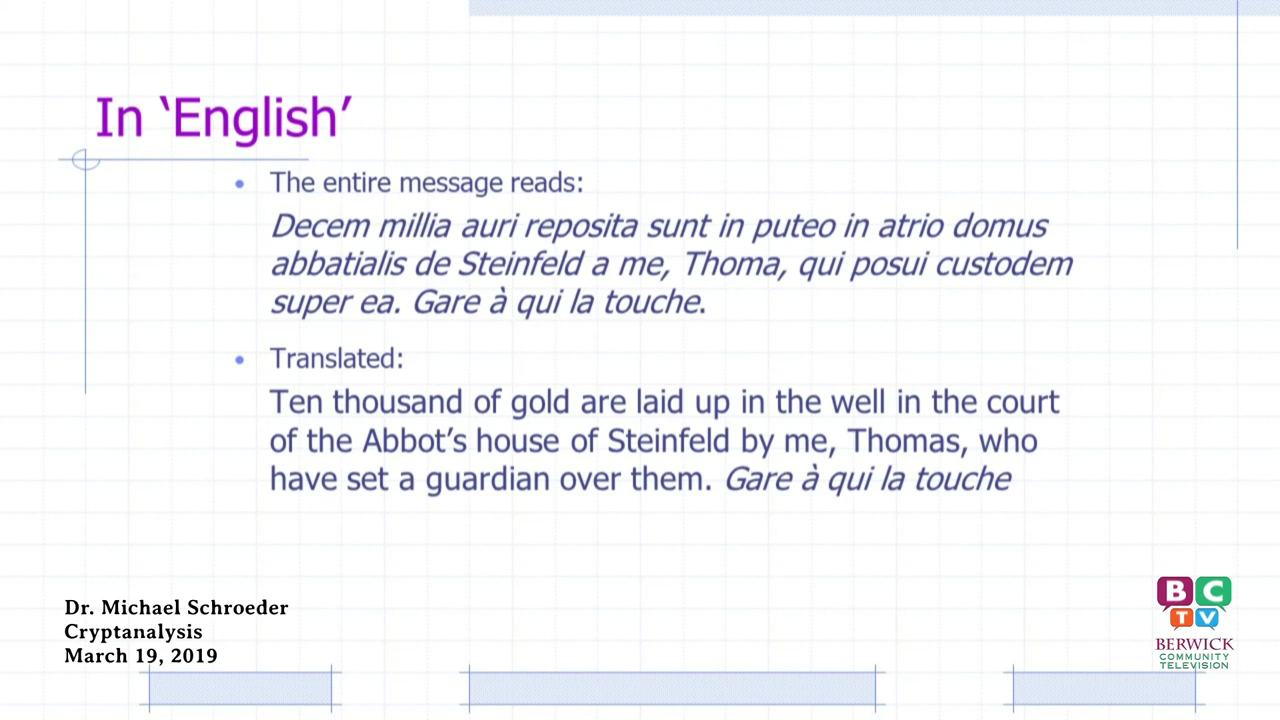 In ‘English’
• The entire message reads:
Decem millia auri reposita sunt in puteo in atrio domus
abbatialis de Steinfeld a me, Thoma, qui posui custodem
super ea. Gare à qui la touche.
• Translated:
Ten thousand of gold are laid up in the well in the court
of the Abbot’s house of Steinfeld by me, Thomas, who
have set a guardian over them. Gare à qui la touche
Dr. Michael Schroeder
Cryptanalysis
March 19, 2019
BC
TV
BERWICK
COMMUNITY
TELEVISION